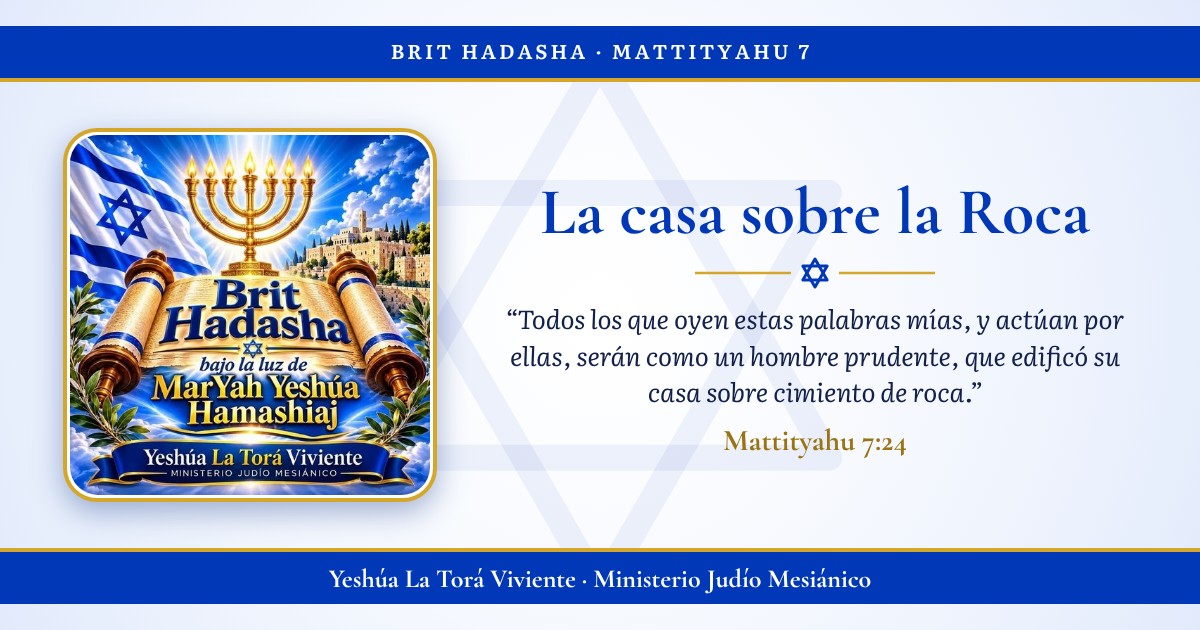 BRIT HADASHA · MATTITYAHU 7
Brit
Hadasha
bajo la luz de
MarYah Yeshúa
Hamashiaj
Yeshúa La Torá Viviente
MINISTERIO JUDÍO MESIÁNICO
La casa sobre la Roca
“Todos los que oyen estas palabras mías, y actúan por
ellas, serán como un hombre prudente, que edificó su
casa sobre cimiento de roca.”
Mattityahu 7:24
Yeshúa La Torá Viviente · Ministerio Judío Mesiánico